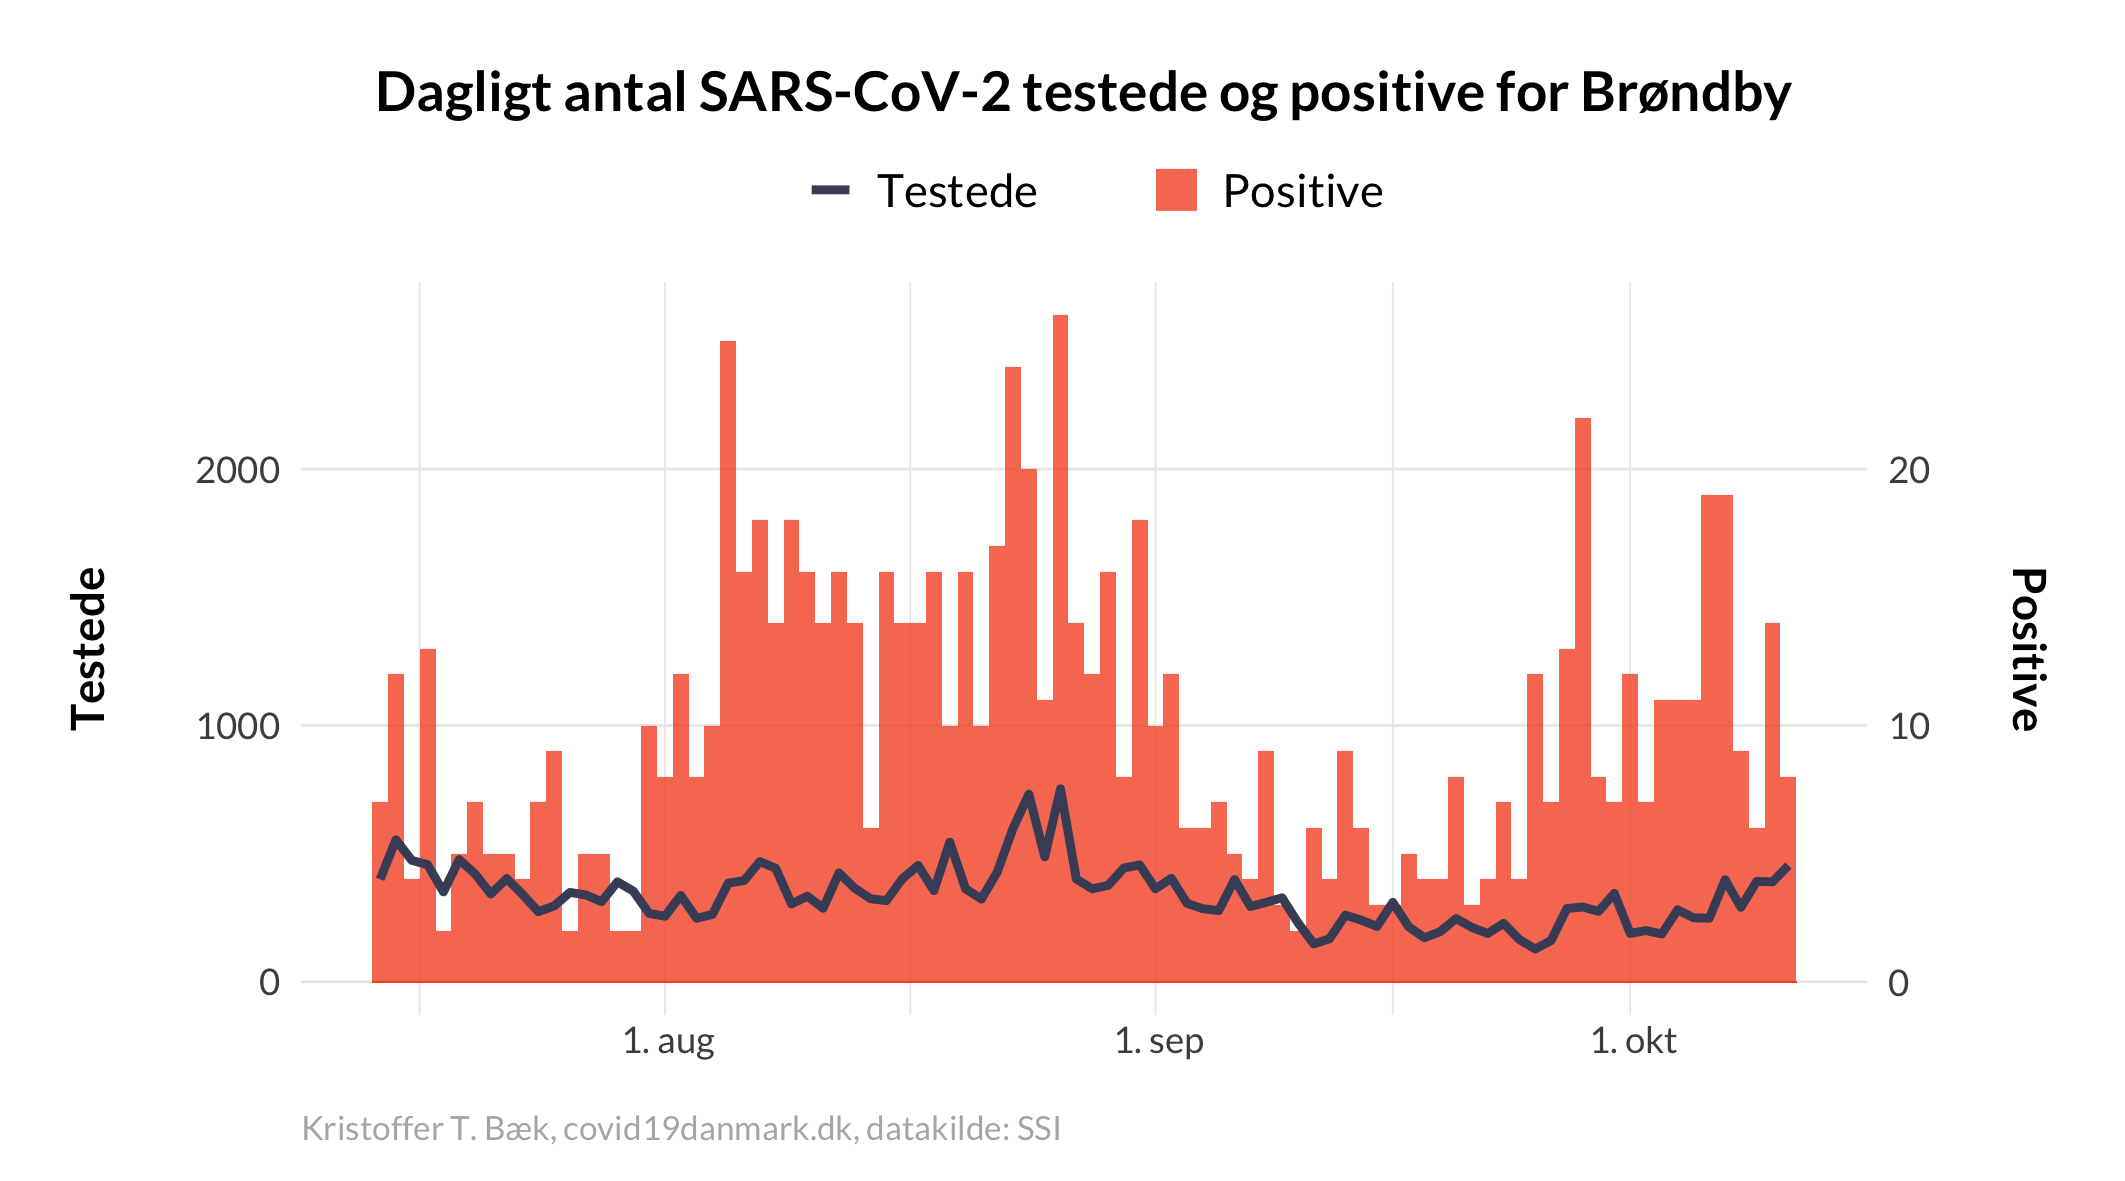 Dagligt antal SARS-CoV-2 testede og positive for Brøndby
Testede
Positive
2000
1000
0
Testede
20
10
0
Positive
1. aug
1. sep
1. okt
Kristoffer T. Bæk, covid19danmark.dk, datakilde: SSI